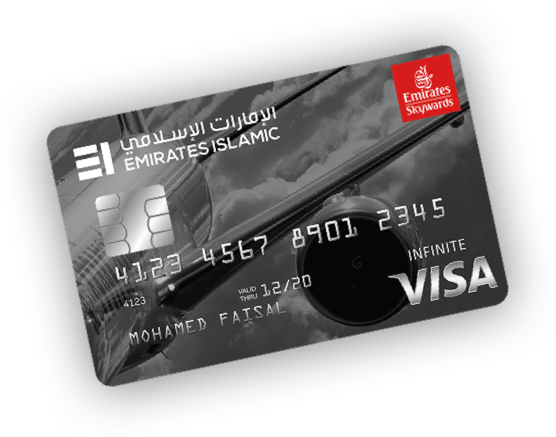 Emirates
Skywards
الإمارات الإسلامي
EMIRATES ISLAMIC
4123 4567 8901 2345
4123
VALID
THRU
12/20
MOHAMED FAISAL
INFINITE
VISA